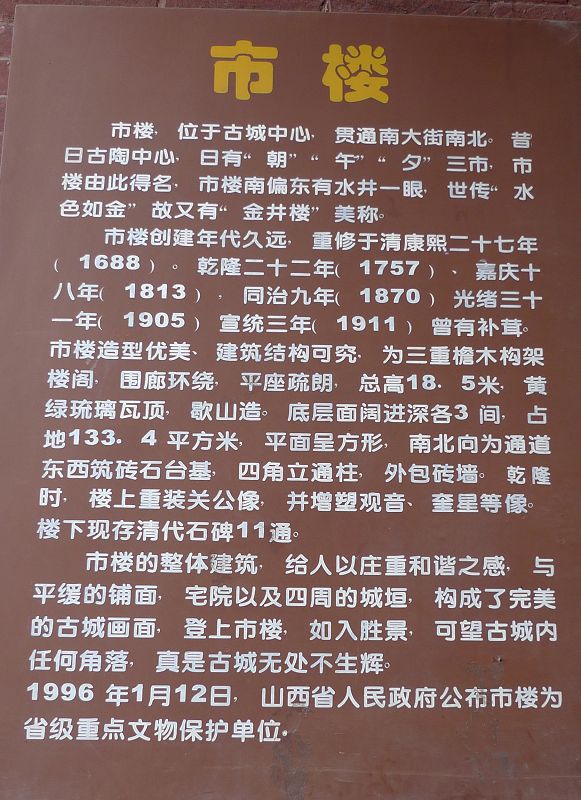 市楼
市楼，位于古城中心，贯通南大街南北。昔
日古陶中心，日有“朝”“午”“夕”三市，市
楼由此得名，市楼南偏东有水井一眼，世传“水
色如金”故又有“金井楼”美称。
市楼创建年代久远，重修于清康熙二十七年
（1688）。乾隆二十二年（1757）、嘉庆十
八年（1813），同治九年（1870）光绪三十
一年（1905）宣统三年（1911）曾有补葺。
市楼造型优美、建筑结构可究，为三重檐木构架
楼阁，围廊环绕，平座疏朗，总高18．5米，黄
绿琉璃瓦顶，歇山造。底层面阔进深各3间，占
地133．4平方米，平面呈方形，南北向为通道
东西筑砖石台基，四角立通柱，外包砖墙。乾隆
时，楼上重装关公像，并增塑观音、奎星等像。
楼下现存清代石碑11通。
市楼的整体建筑，给人以庄重和谐之感，与
平缓的铺面，宅院以及四周的城垣，构成了完美
的古城画面，登上市楼，如入胜景，可望古城内
任何角落，真是古城无处不生辉。
1996年1月12日，山西省人民政府公布市楼为
省级重点文物保护单位．